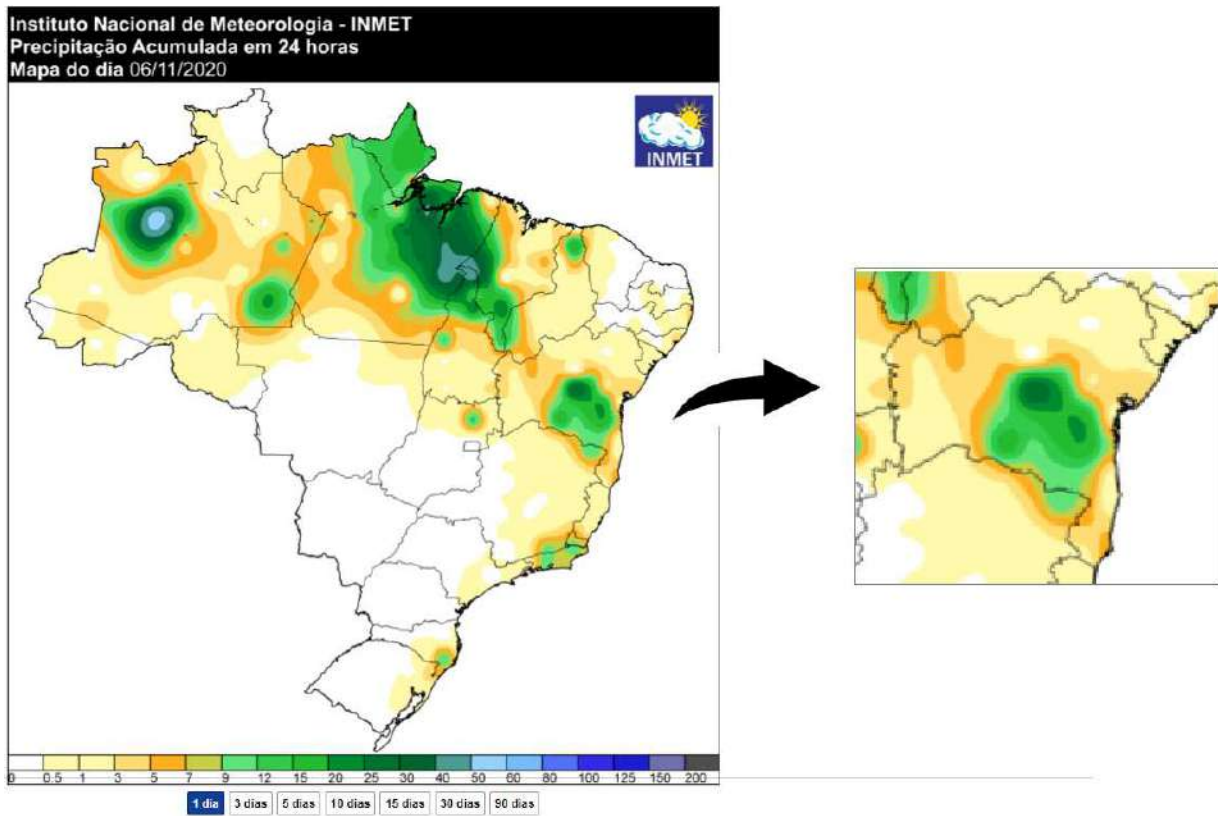 Instituto Nacional de Meteorologia - INMET
Precipitação Acumulada em 24 horas
Mapa do dia 06/11/2020
INMET
0 0.5 1 3 5 7 9 12 15 20 25 30 40 50 60 80 100 125 150 200
1 dia 3 dias 5 dias 10 dias 15 dias 30 dias 90 dias